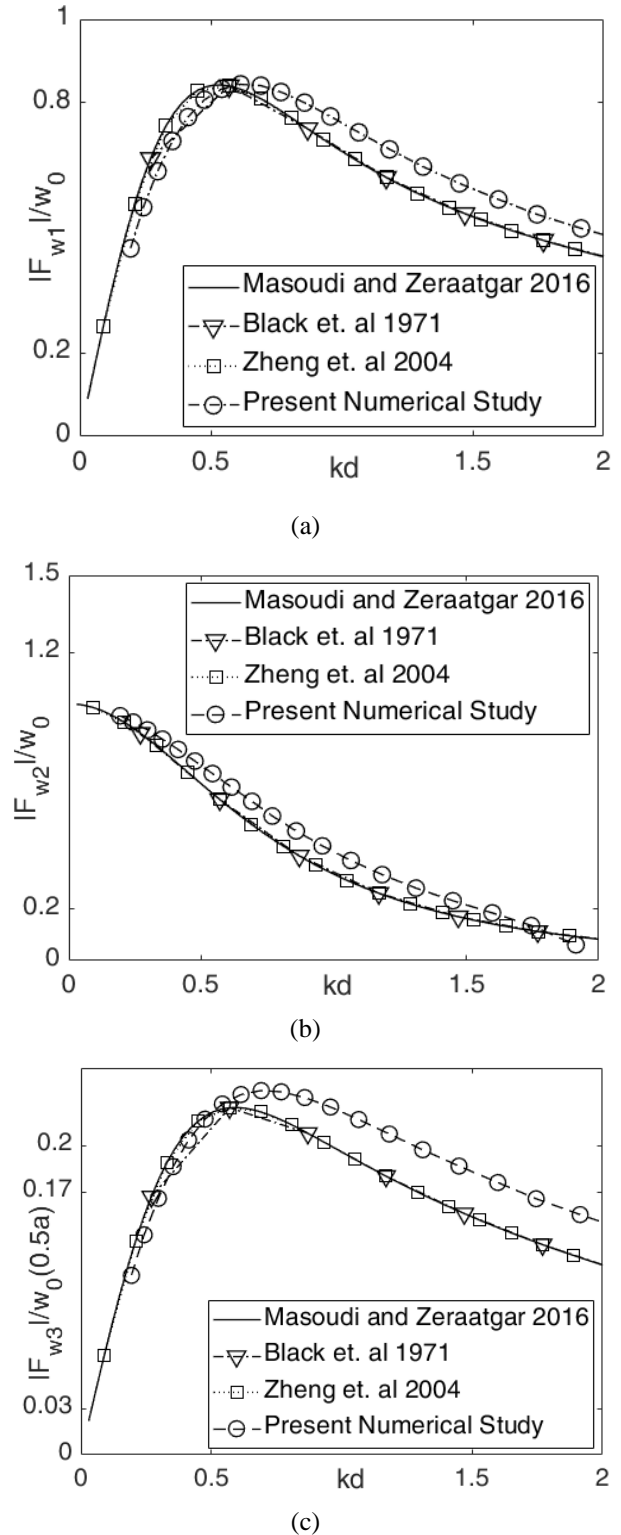 1
0.8
0.2
0
|F_w1|/w_0
Masoudi and Zeraatgar 2016
Black et. al 1971
Zheng et. al 2004
Present Numerical Study
0
0.5
1
1.5
2
kd
(a)
1.5
1.2
0.2
0
|F_w2|/w_0
Masoudi and Zeraatgar 2016
Black et. al 1971
Zheng et. al 2004
Present Numerical Study
0
0.5
1
1.5
2
kd
(b)
0.2
0.17
0.03
0
|F_w3|/w_0(0.5a)
Masoudi and Zeraatgar 2016
Black et. al 1971
Zheng et. al 2004
Present Numerical Study
0
0.5
1
1.5
2
kd
(c)